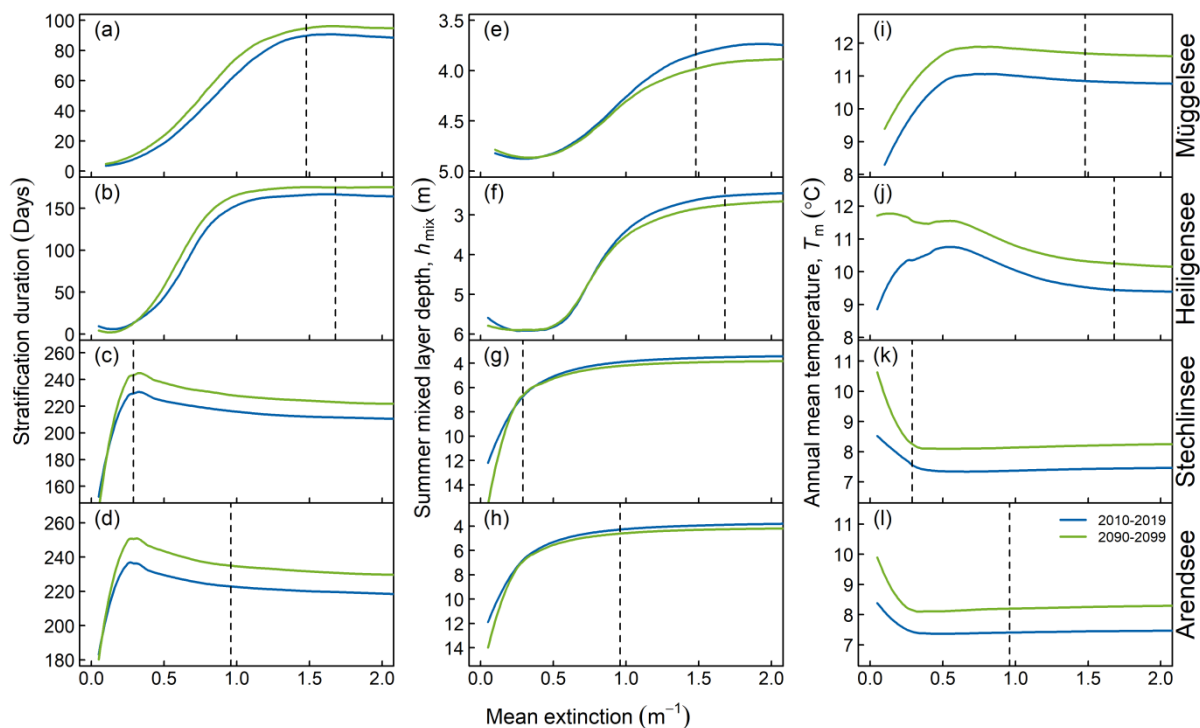 (a)
100
80
60
40
20
0
(b)
150
100
50
0
(c)
260
240
220
200
180
160
(d)
260
240
220
200
180
0.0 0.5 1.0 1.5 2.0
Stratification duration (Days)
(e)
3.5
4.0
4.5
5.0
(f)
3
4
5
6
(g)
4
6
8
10
12
14
(h)
4
6
8
10
12
14
0.0 0.5 1.0 1.5 2.0
Summer mixed layer depth, hmix (m)
(i)
12
11
10
9
8
(j)
12
11
10
9
8
(k)
11
10
9
8
7
(l)
11
10
9
8
7
2010-2019
2090-2099
0.0 0.5 1.0 1.5 2.0
Annual mean temperature, Tm (°C)
Müggelsee
Heiligensee
Stechlinsee
Arendsee
Mean extinction (m⁻¹)